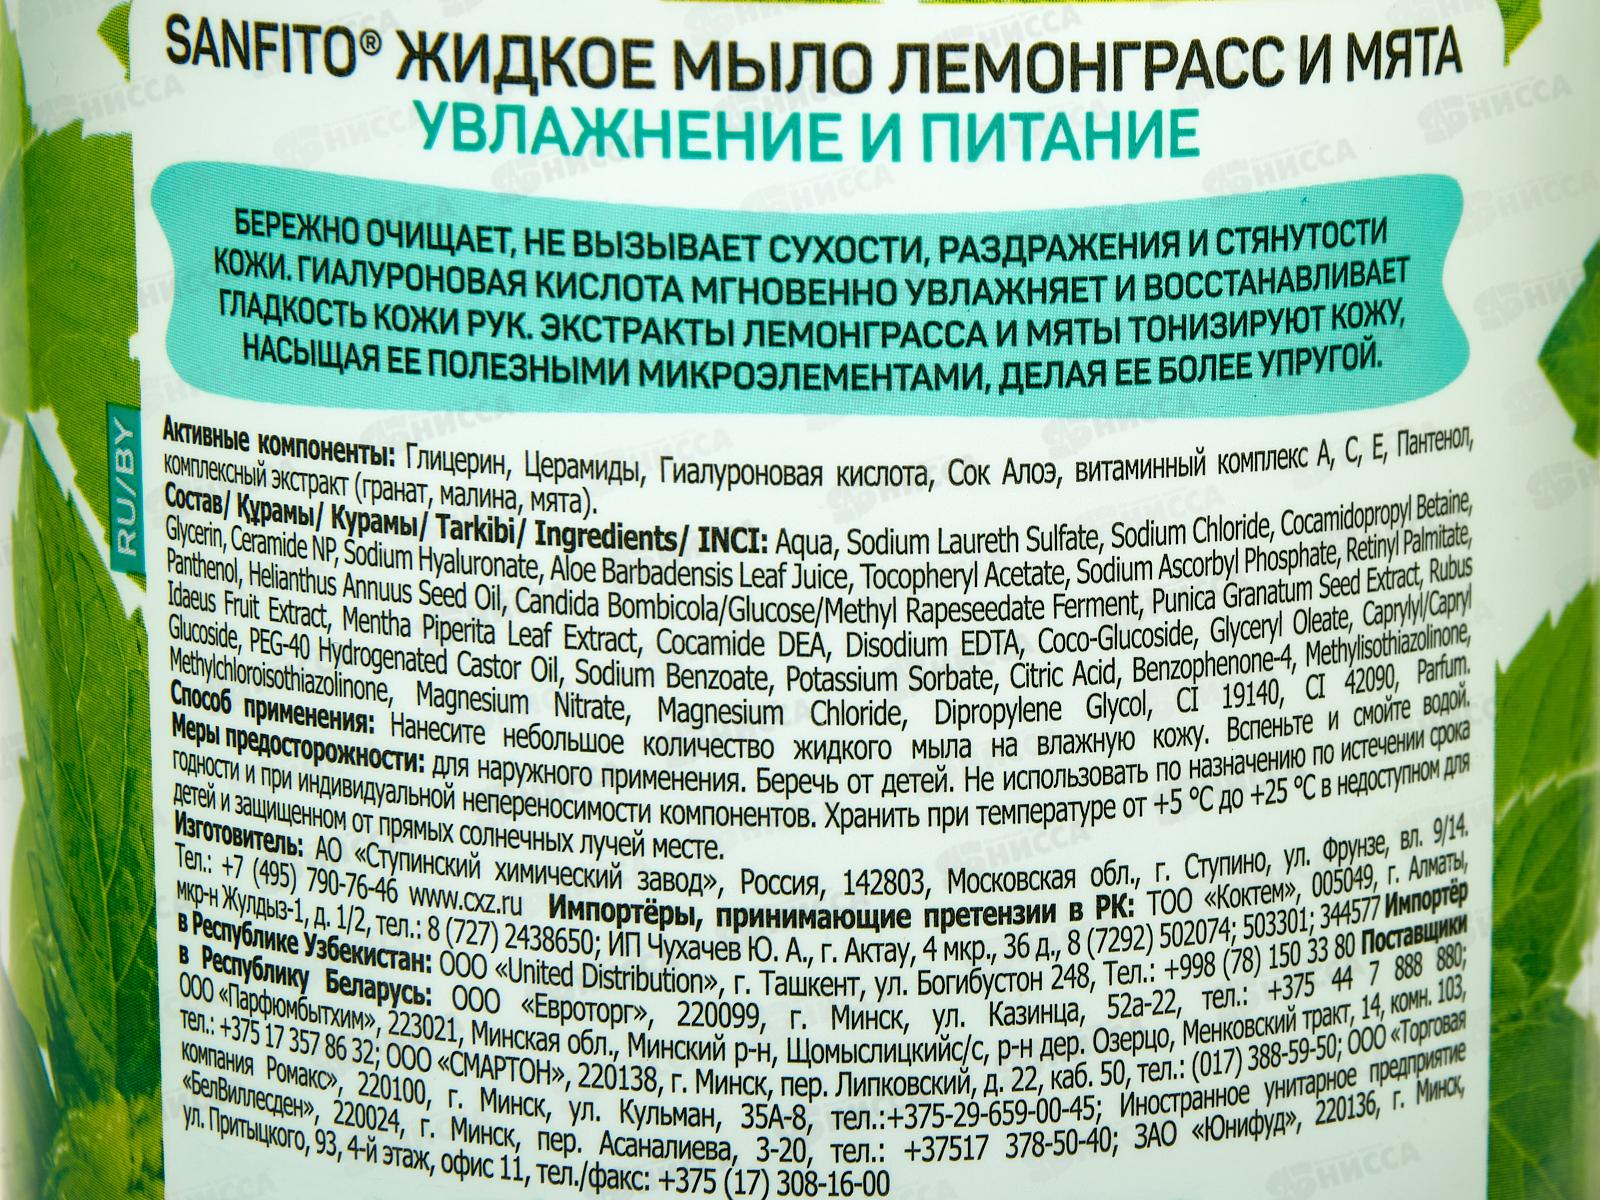 SANFITO® ЖИДКОЕ МЫЛО ЛЕМОНГРАСС И МЯТА
УВЛАЖНЕНИЕ И ПИТАНИЕ
БЕРЕЖНО ОЧИЩАЕТ, НЕ ВЫЗЫВАЕТ СУХОСТИ, РАЗДРАЖЕНИЯ И СТЯНУТОСТИ
КОЖИ. ГИАЛУРОНОВАЯ КИСЛОТА МГНОВЕННО УВЛАЖНЯЕТ И ВОССТАНАВЛИВАЕТ
ГЛАДКОСТЬ КОЖИ РУК. ЭКСТРАКТЫ ЛЕМОНГРАССА И МЯТЫ ТОНИЗИРУЮТ КОЖУ,
НАСЫЩАЯ ЕЕ ПОЛЕЗНЫМИ МИКРОЭЛЕМЕНТАМИ, ДЕЛАЯ ЕЕ БОЛЕЕ УПРУГОЙ.
RU/BY
Активные компоненты: Глицерин, Церамиды, Гиалуроновая кислота, Сок Алоэ, витаминный комплекс А, С, Е, Пантенол,
комплексный экстракт (гранат, малина, мята).
Состав/ Құрамы/ Курамы/ Tarkibi/ Ingredients/ INCI: Aqua, Sodium Laureth Sulfate, Sodium Chloride, Cocamidopropyl Betaine,
Glycerin, Ceramide NP, Sodium Hyaluronate, Aloe Barbadensis Leaf Juice, Tocopheryl Acetate, Sodium Ascorbyl Phosphate, Retinyl Palmitate,
Panthenol, Helianthus Annuus Seed Oil, Candida Bombicola/Glucose/Methyl Rapeseedate Ferment, Punica Granatum Seed Extract, Rubus
Idaeus Fruit Extract, Mentha Piperita Leaf Extract, Cocamide DEA, Disodium EDTA, Coco-Glucoside, Glyceryl Oleate, Caprylyl/Capryl
Glucoside, PEG-40 Hydrogenated Castor Oil, Sodium Benzoate, Potassium Sorbate, Citric Acid, Benzophenone-4, Methylisothiazolinone,
Methylchloroisothiazolinone, Magnesium Nitrate, Magnesium Chloride, Dipropylene Glycol, CI 19140, CI 42090, Parfum.
Способ применения: Нанесите небольшое количество жидкого мыла на влажную кожу. Вспеньте и смойте водой.
Меры предосторожности: для наружного применения. Беречь от детей. Не использовать по назначению по истечении срока
годности и при индивидуальной непереносимости компонентов. Хранить при температуре от +5 °С до +25 °С в недоступном для
детей и защищенном от прямых солнечных лучей месте.
Изготовитель: АО «Ступинский химический завод», Россия, 142803, Московская обл., г. Ступино, ул. Фрунзе, вл. 9/14.
Тел.: +7 (495) 790-76-46 www.cxz.ru Импортёры, принимающие претензии в РК: ТОО «Коктем», 005049, г. Алматы,
мкр-н Жулдыз-1, д. 1/2, тел.: 8 (727) 2438650; ИП Чухачев Ю. А., г. Актау, 4 мкр., 36 д., 8 (7292) 502074; 503301; 344577 Импортёр
в Республике Узбекистан: ООО «United Distribution», г. Ташкент, ул. Богибустон 248, Тел.: +998 (78) 150 33 80 Поставщики
в Республику Беларусь: ООО «Евроторг», 220099, г. Минск, ул. Казинца, 52а-22, тел.: +375 44 7 888 880;
ООО «Парфюмбытхим», 223021, Минская обл., Минский р-н, Щомыслицкийс/с, р-н дер. Озерцо, Менковский тракт, 14, комн. 103,
тел.: +375 17 357 86 32; ООО «СМАРТОН», 220138, г. Минск, пер. Липковский, д. 22, каб. 50, тел.: (017) 388-59-50; ООО «Торговая
компания Ромакс», 220100, г. Минск, ул. Кульман, 35А-8, тел.:+375-29-659-00-45; Иностранное унитарное предприятие
«БелВиллесден», 220024, г. Минск, пер. Асаналиева, 3-20, тел.: +37517 378-50-40; ЗАО «Юнифуд», 220136, г. Минск,
ул. Притыцкого, 93, 4-й этаж, офис 11, тел./факс: +375 (17) 308-16-00